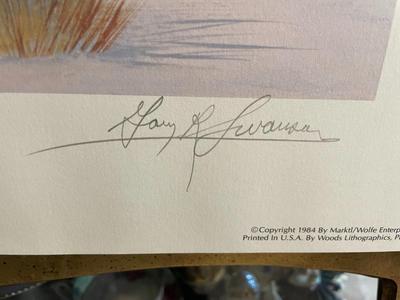 Gary R Swanson
©Copyright 1984 By Marktl/Wolfe Enterp
Printed In U.S.A. By Woods Lithographics, P